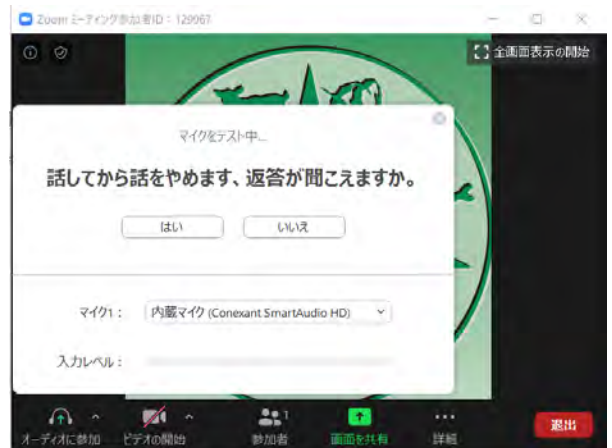 Zoom ミーティング参加者ID：129967
全画面表示の開始
マイクをテスト中...
話してから話をやめます、返答が聞こえますか。
はい
いいえ
マイク1：
内蔵マイク (Conexant SmartAudio HD)
入力レベル：
1
オーディオに参加
ビデオの開始
参加者
画面を共有
詳細
退出